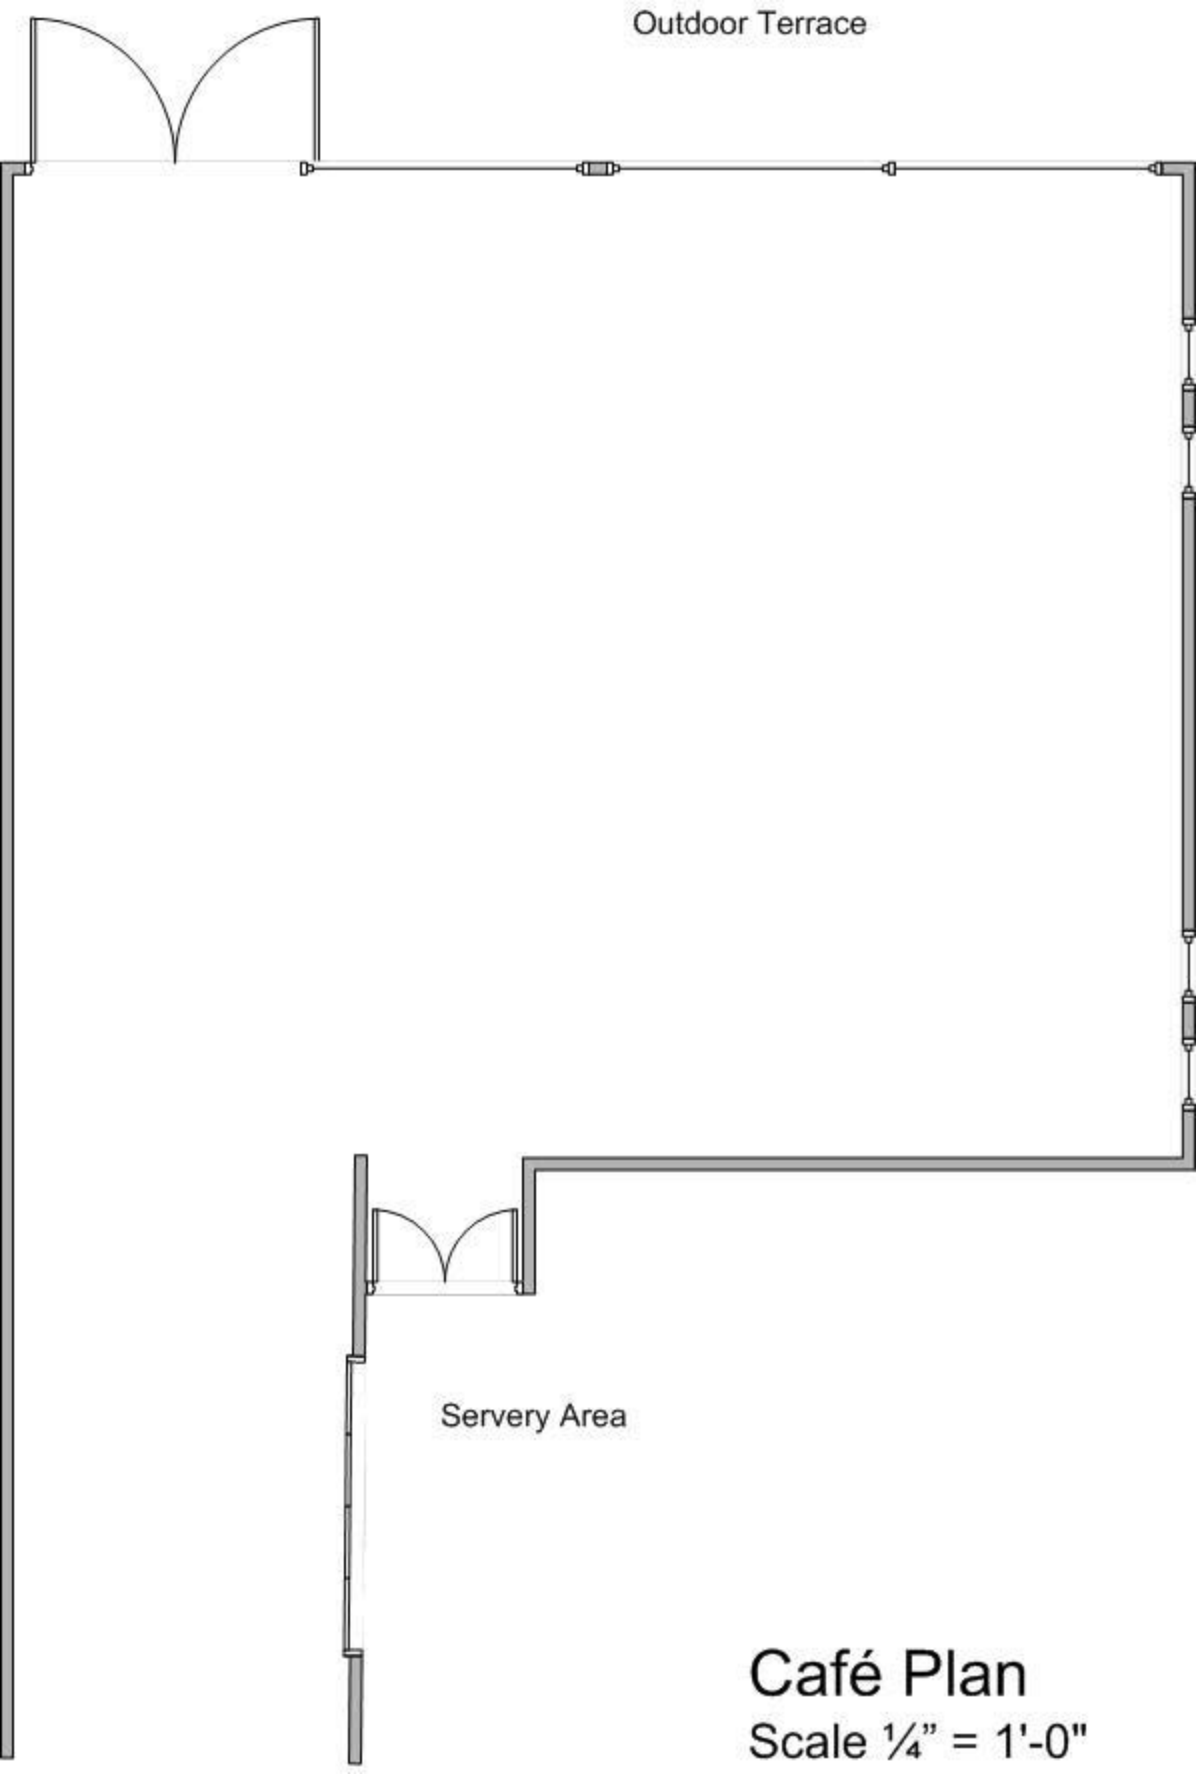 Outdoor Terrace
Servery Area
Café Plan
Scale ¼” = 1'-0"